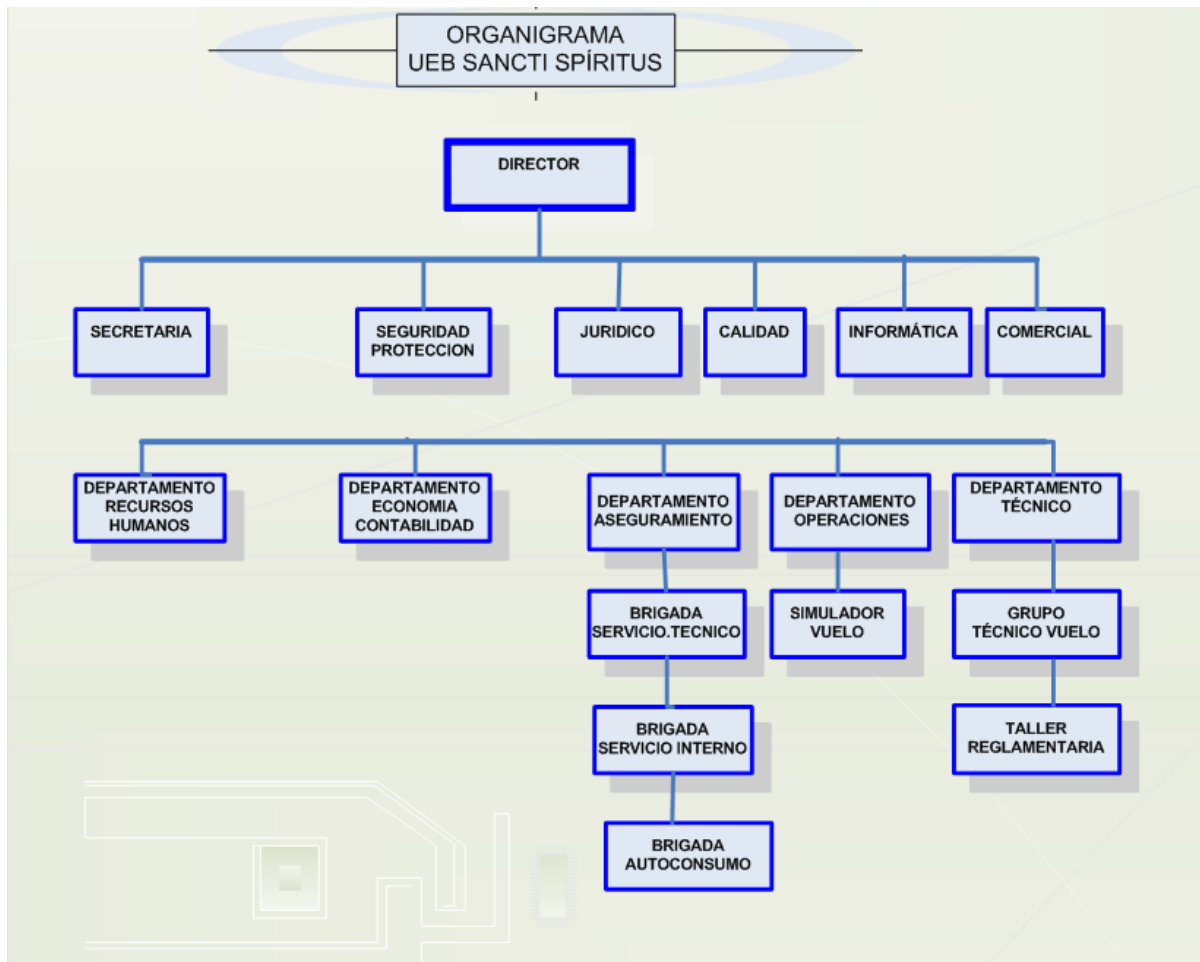 ORGANIGRAMA
UEB SANCTI SPÍRITUS
DIRECTOR
SECRETARIA
SEGURIDAD
PROTECCION
JURIDICO
CALIDAD
INFORMÁTICA
COMERCIAL
DEPARTAMENTO
RECURSOS
HUMANOS
DEPARTAMENTO
ECONOMIA
CONTABILIDAD
DEPARTAMENTO
ASEGURAMIENTO
DEPARTAMENTO
OPERACIONES
DEPARTAMENTO
TÉCNICO
BRIGADA
SERVICIO.TECNICO
SIMULADOR
VUELO
GRUPO
TÉCNICO VUELO
BRIGADA
SERVICIO INTERNO
TALLER
REGLAMENTARIA
BRIGADA
AUTOCONSUMO